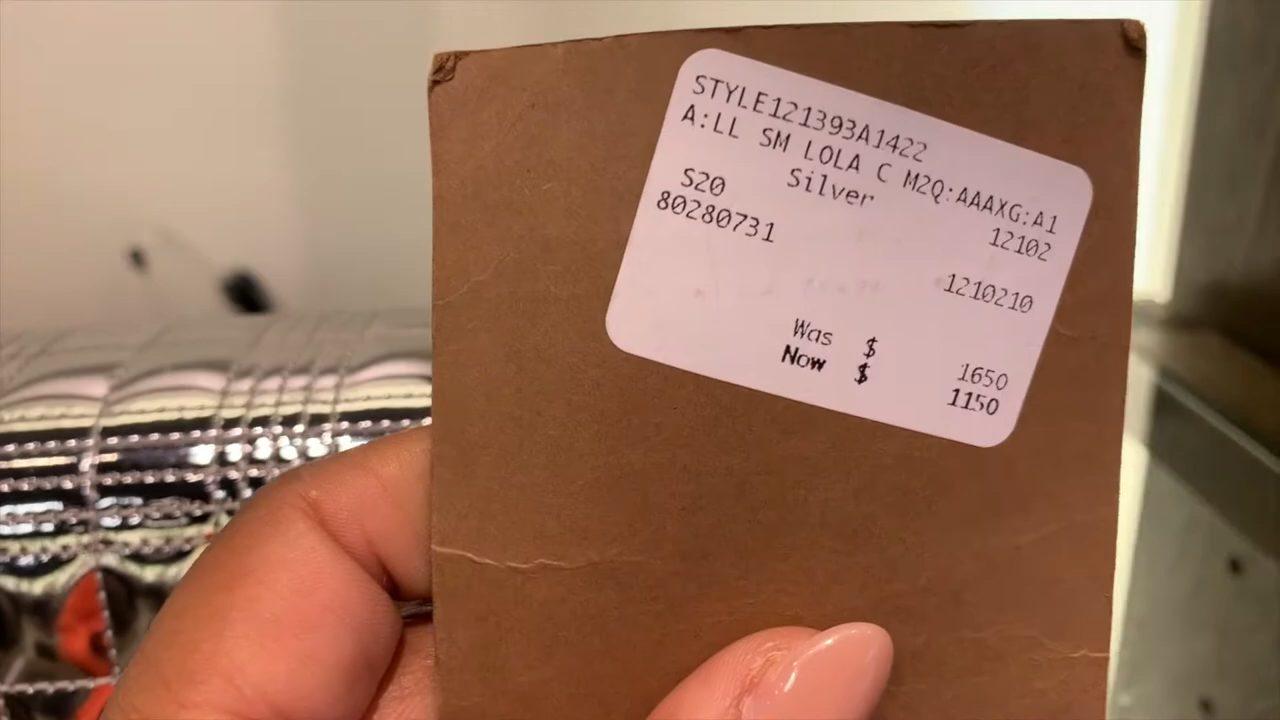 STYLE121393A1422
A:LL SM LOLA C M2Q:AAAXG:A1
S20 Silver 12102
80280731
1210210
Was $ 1650
Now $ 1150